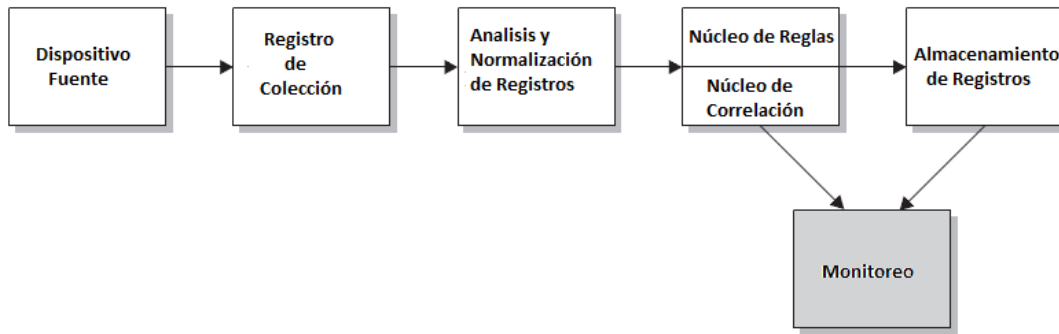 Dispositivo
Fuente
Registro
de
Colección
Analisis y
Normalización
de Registros
Núcleo de Reglas
Núcleo de
Correlación
Almacenamiento
de Registros
Monitoreo